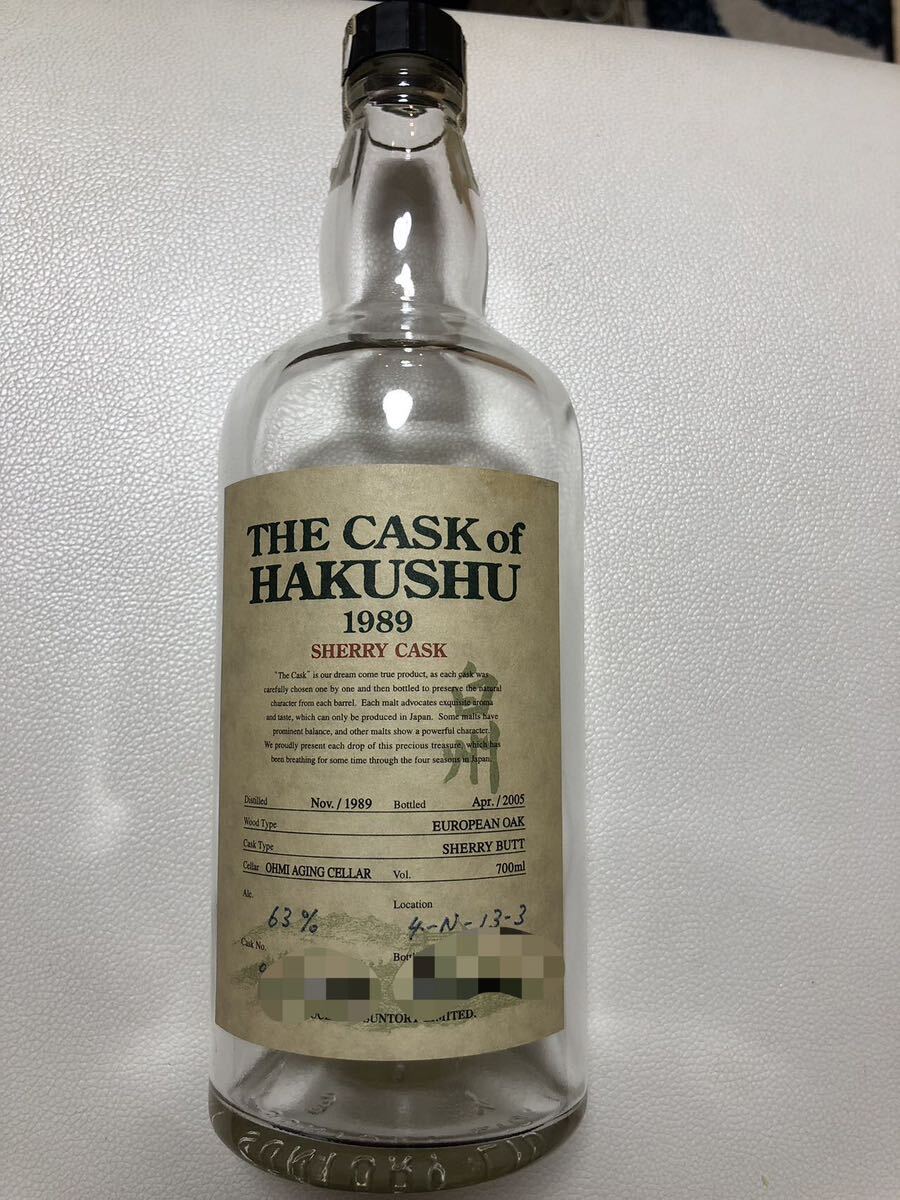 THE CASK of
HAKUSHU
1989
SHERRY CASK
白州
"The Cask" is our dream come true product, as each cask was
carefully chosen one by one and then bottled to preserve the natural
character from each barrel. Each malt advocates exquisite aroma
and taste, which can only be produced in Japan. Some malts have
prominent balance, and other malts show a powerful character.
We proudly present each drop of this precious treasure, which has
been breathing for some time through the four seasons in Japan.
Distilled Nov. / 1989 Bottled Apr. / 2005
Wood Type EUROPEAN OAK
Cask Type SHERRY BUTT
Cellar OHMI AGING CELLAR Vol. 700ml
Alc. 63% Location 4-N-13-3
Cask No.
SUNTORY LIMITED.